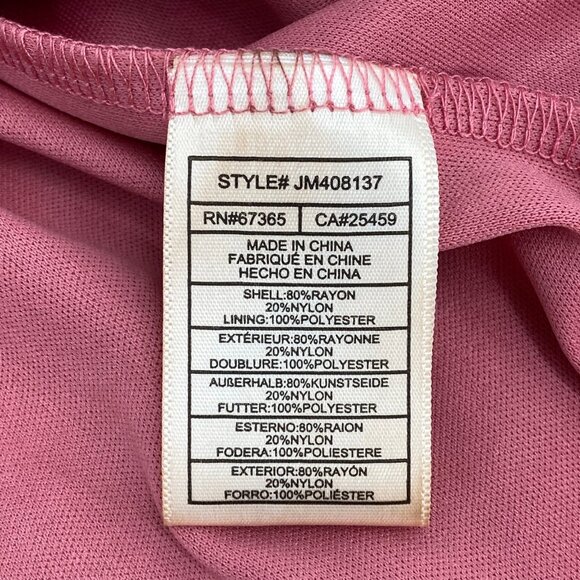 STYLE# JM408137
RN#67365 CA#25459
MADE IN CHINA
FABRIQUÉ EN CHINE
HECHO EN CHINA
SHELL:80%RAYON
20%NYLON
LINING:100%POLYESTER
EXTÉRIEUR:80%RAYONNE
20%NYLON
DOUBLURE:100%POLYESTER
AUßERHALB:80%KUNSTSEIDE
20%NYLON
FUTTER:100%POLYESTER
ESTERNO:80%RAION
20%NYLON
FODERA:100%POLIESTERE
EXTERIOR:80%RAYÓN
20%NYLON
FORRO:100%POLIÉSTER